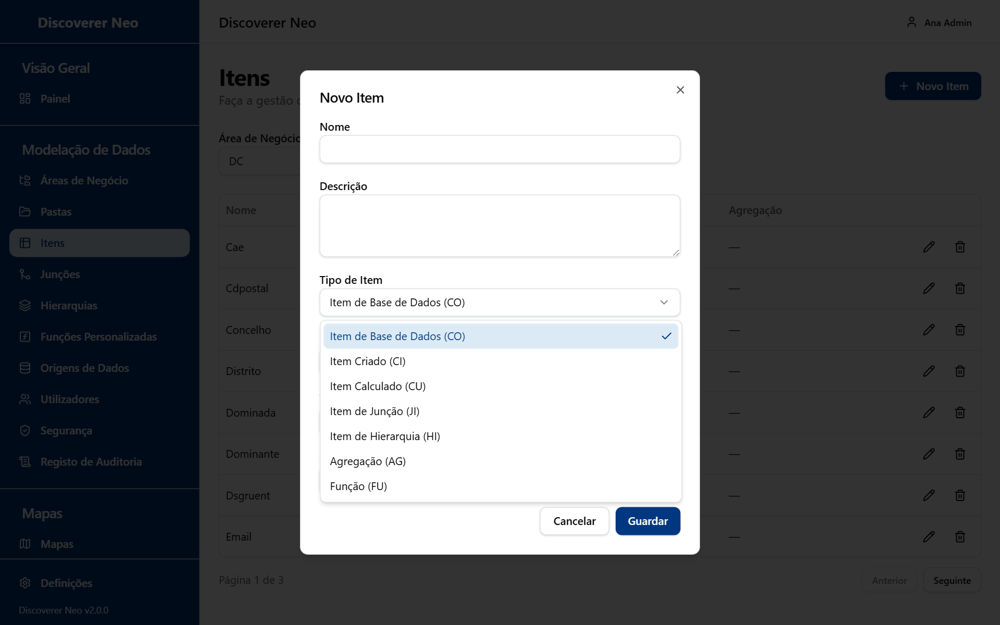 Discoverer Neo
Discoverer Neo
Ana Admin
Visão Geral
Painel
Modelação de Dados
Áreas de Negócio
Pastas
Itens
Junções
Hierarquias
Funções Personalizadas
Origens de Dados
Utilizadores
Segurança
Registo de Auditoria
Mapas
Mapas
Definições
Discoverer Neo v2.0.0
Itens
Faça a gestão
Novo Item
Área de Negócio
DC
Nome
Agregação
Cae
—
Cdpostal
—
Concelho
—
Distrito
—
Dominada
—
Dominante
—
Dsgruent
—
Email
—
Página 1 de 3
Anterior
Seguinte
Novo Item
Nome
Descrição
Tipo de Item
Item de Base de Dados (CO)
Item de Base de Dados (CO)
Item Criado (CI)
Item Calculado (CU)
Item de Junção (JI)
Item de Hierarquia (HI)
Agregação (AG)
Função (FU)
Cancelar
Guardar